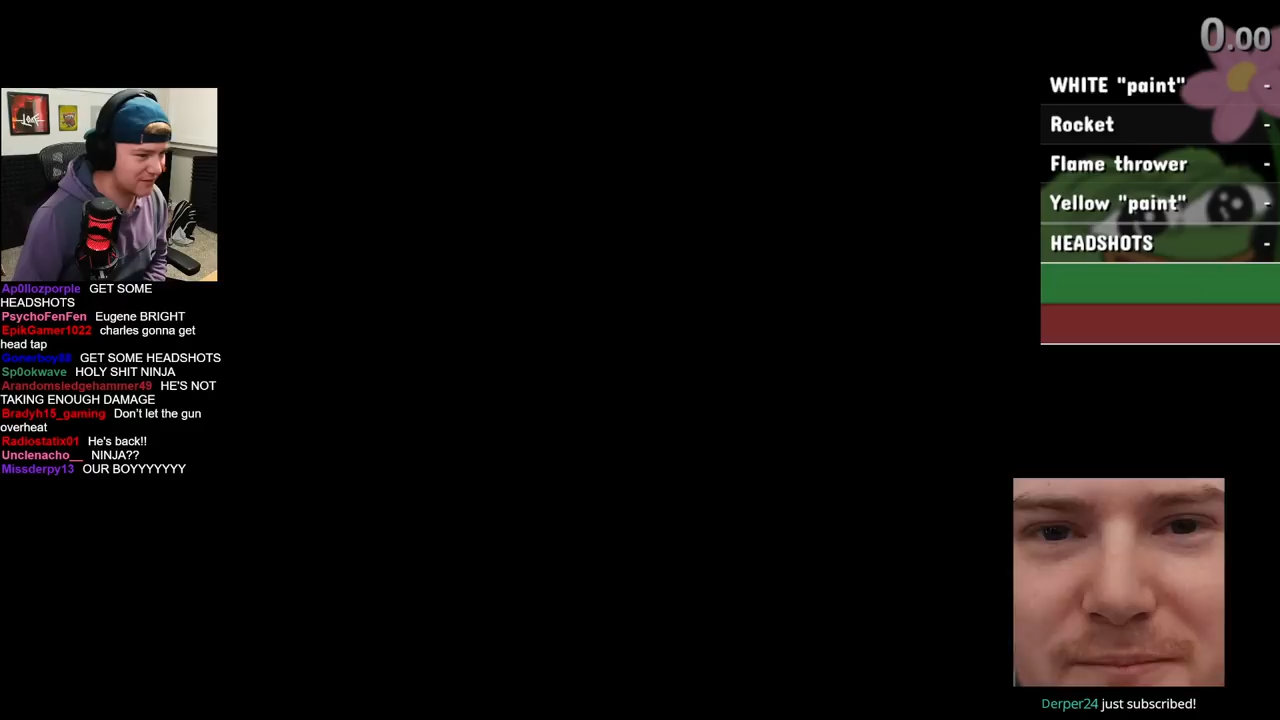 0.00
WHITE "paint" -
Rocket -
Flame thrower -
Yellow "paint" -
HEADSHOTS -
Ap0llozporple GET SOME
HEADSHOTS
PsychoFenFen Eugene BRIGHT
EpikGamer1022 charles gonna get
head tap
GET SOME HEADSHOTS
Sp0okwave HOLY SHIT NINJA
Arandomsledgehammer49 HE'S NOT
TAKING ENOUGH DAMAGE
Bradyh15_gaming Don't let the gun
overheat
Radiostatix01 He's back!!
Unclenacho__ NINJA??
Missderpy13 OUR BOYYYYYYY
Derper24 just subscribed!